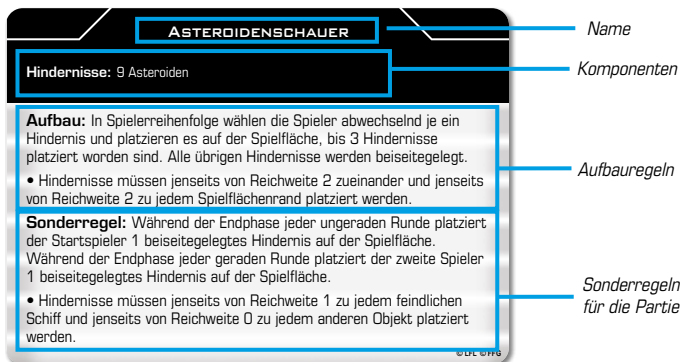 ASTEROIDENSCHAUER
Name
Hindernisse: 9 Asteroiden
Komponenten
Aufbau: In Spielerreihenfolge wählen die Spieler abwechselnd je ein
Hindernis und platzieren es auf der Spielfläche, bis 3 Hindernisse
platziert worden sind. Alle übrigen Hindernisse werden beiseitegelegt.
• Hindernisse müssen jenseits von Reichweite 2 zueinander und jenseits
von Reichweite 2 zu jedem Spielflächenrand platziert werden.
Aufbauregeln
Sonderregel: Während der Endphase jeder ungeraden Runde platziert
der Startspieler 1 beiseitegelegtes Hindernis auf der Spielfläche.
Während der Endphase jeder geraden Runde platziert der zweite Spieler
1 beiseitegelegtes Hindernis auf der Spielfläche.
• Hindernisse müssen jenseits von Reichweite 1 zu jedem feindlichen
Schiff und jenseits von Reichweite 0 zu jedem anderen Objekt platziert
werden.
Sonderregeln
für die Partie
© LFL © FFG